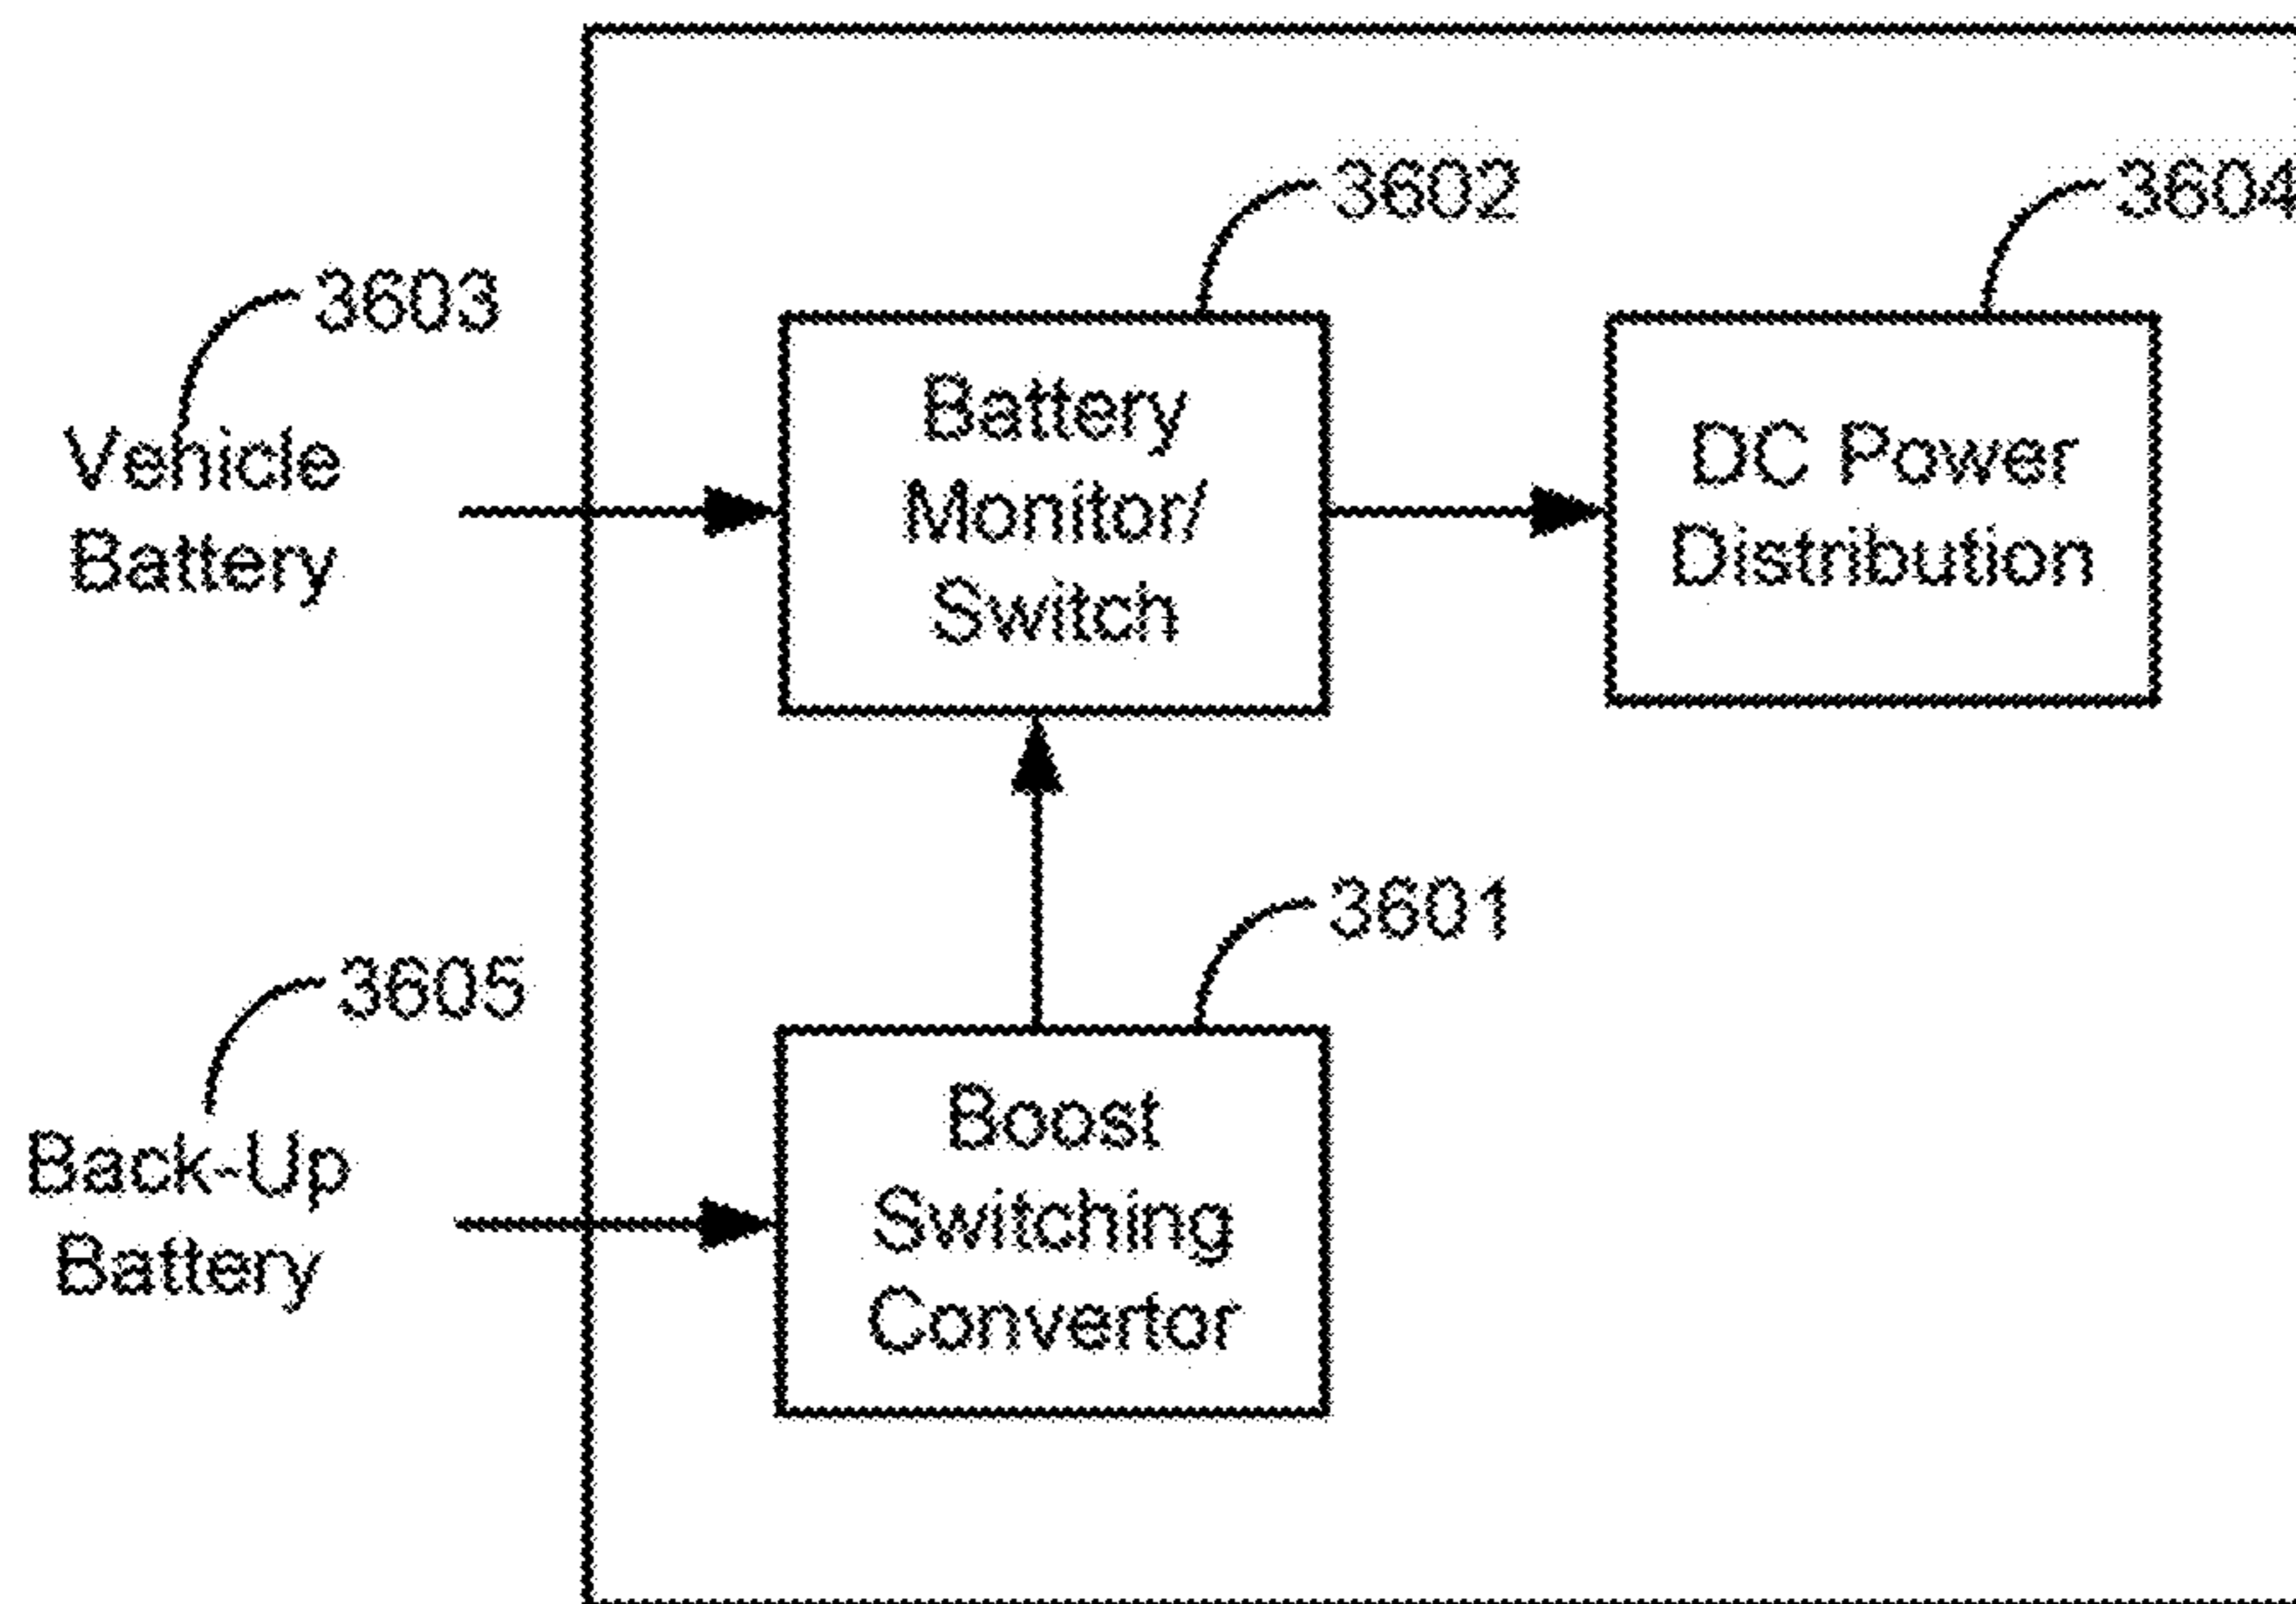 3602
3604
3603
Vehicle
Battery
Battery
Monitor/
Switch
DC Power
Distribution
3601
3605
Back-Up
Battery
Boost
Switching
Convertor